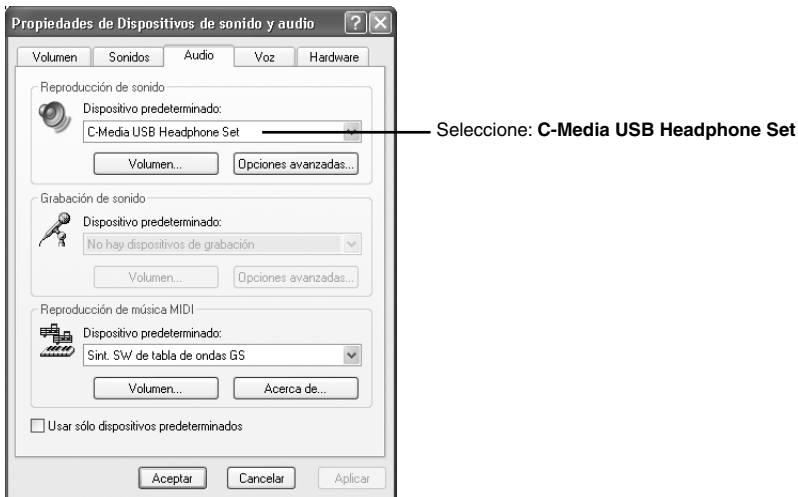 Propiedades de Dispositivos de sonido y audio
Volumen Sonidos Audio Voz Hardware
Reproducción de sonido
Dispositivo predeterminado:
C-Media USB Headphone Set
Seleccione: C-Media USB Headphone Set
Volumen... Opciones avanzadas...
Grabación de sonido
Dispositivo predeterminado:
No hay dispositivos de grabación
Volumen... Opciones avanzadas...
Reproducción de música MIDI
Dispositivo predeterminado:
Sint. SW de tabla de ondas GS
Volumen... Acerca de...
Usar sólo dispositivos predeterminados
Aceptar Cancelar Aplicar